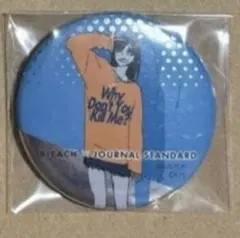 Why
Don't You
Kill Me?
BLEACH × JOURNAL STANDARD